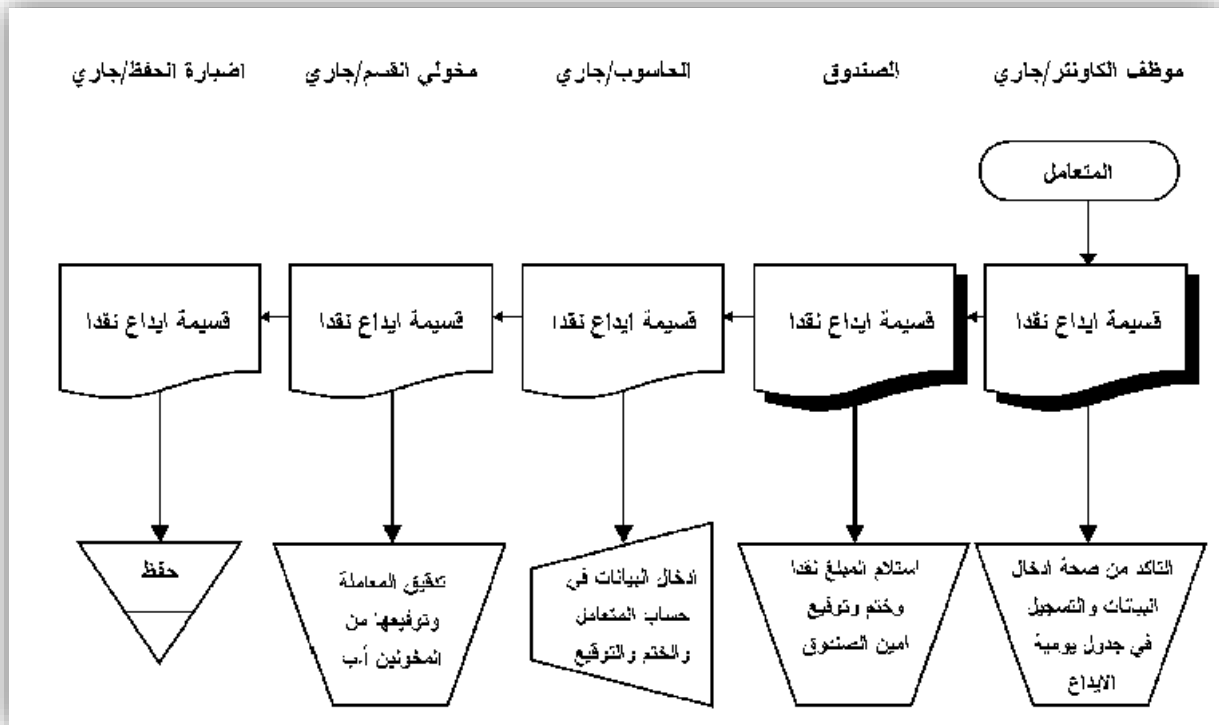 موظف الكاونتر/جاري
الصندوق
الحاسوب/جاري
مخولي القسم/جاري
اضبارة الحفظ/جاري
المتعامل
قسيمة ايداع نقدا
قسيمة ايداع نقدا
قسيمة ايداع نقدا
قسيمة ايداع نقدا
قسيمة ايداع نقدا
التاكد من صحة ادخال
البيانات والتسجيل
في جدول يومية
الايداع
استلام المبلغ نقدا
وختم وتوقيع
امين الصندوق
ادخال البيانات في
حساب المتعامل
والختم والتوقيع
تدقيق المعاملة
وتوقيعها من
المخولين أ.ب
حفظ